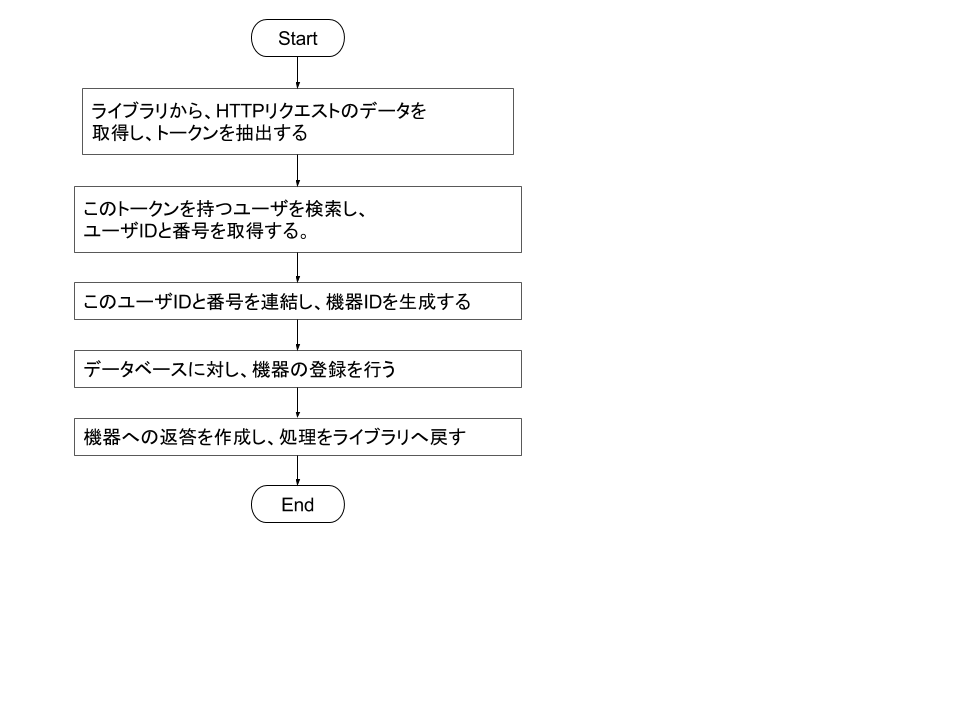 Start
ライブラリから、HTTPリクエストのデータを
取得し、トークンを抽出する
このトークンを持つユーザを検索し、
ユーザIDと番号を取得する。
このユーザIDと番号を連結し、機器IDを生成する
データベースに対し、機器の登録を行う
機器への返答を作成し、処理をライブラリへ戻す
End